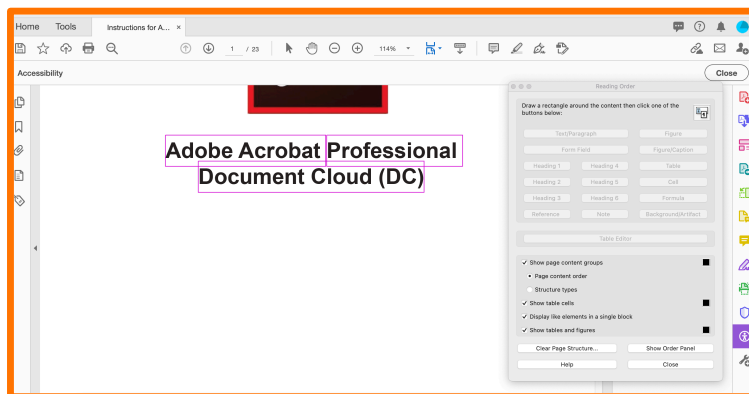 Home Tools Instructions for A... ×
1 / 23 114%
Accessibility Close
Adobe Acrobat Professional
Document Cloud (DC)
Reading Order
Draw a rectangle around the content then click one of the
buttons below:
Text/Paragraph Figure
Form Field Figure/Caption
Heading 1 Heading 4 Table
Heading 2 Heading 5 Cell
Heading 3 Heading 6 Formula
Reference Note Background/Artifact
Table Editor
Show page content groups
Page content order
Structure types
Show table cells
Display like elements in a single block
Show tables and figures
Clear Page Structure... Show Order Panel
Help Close